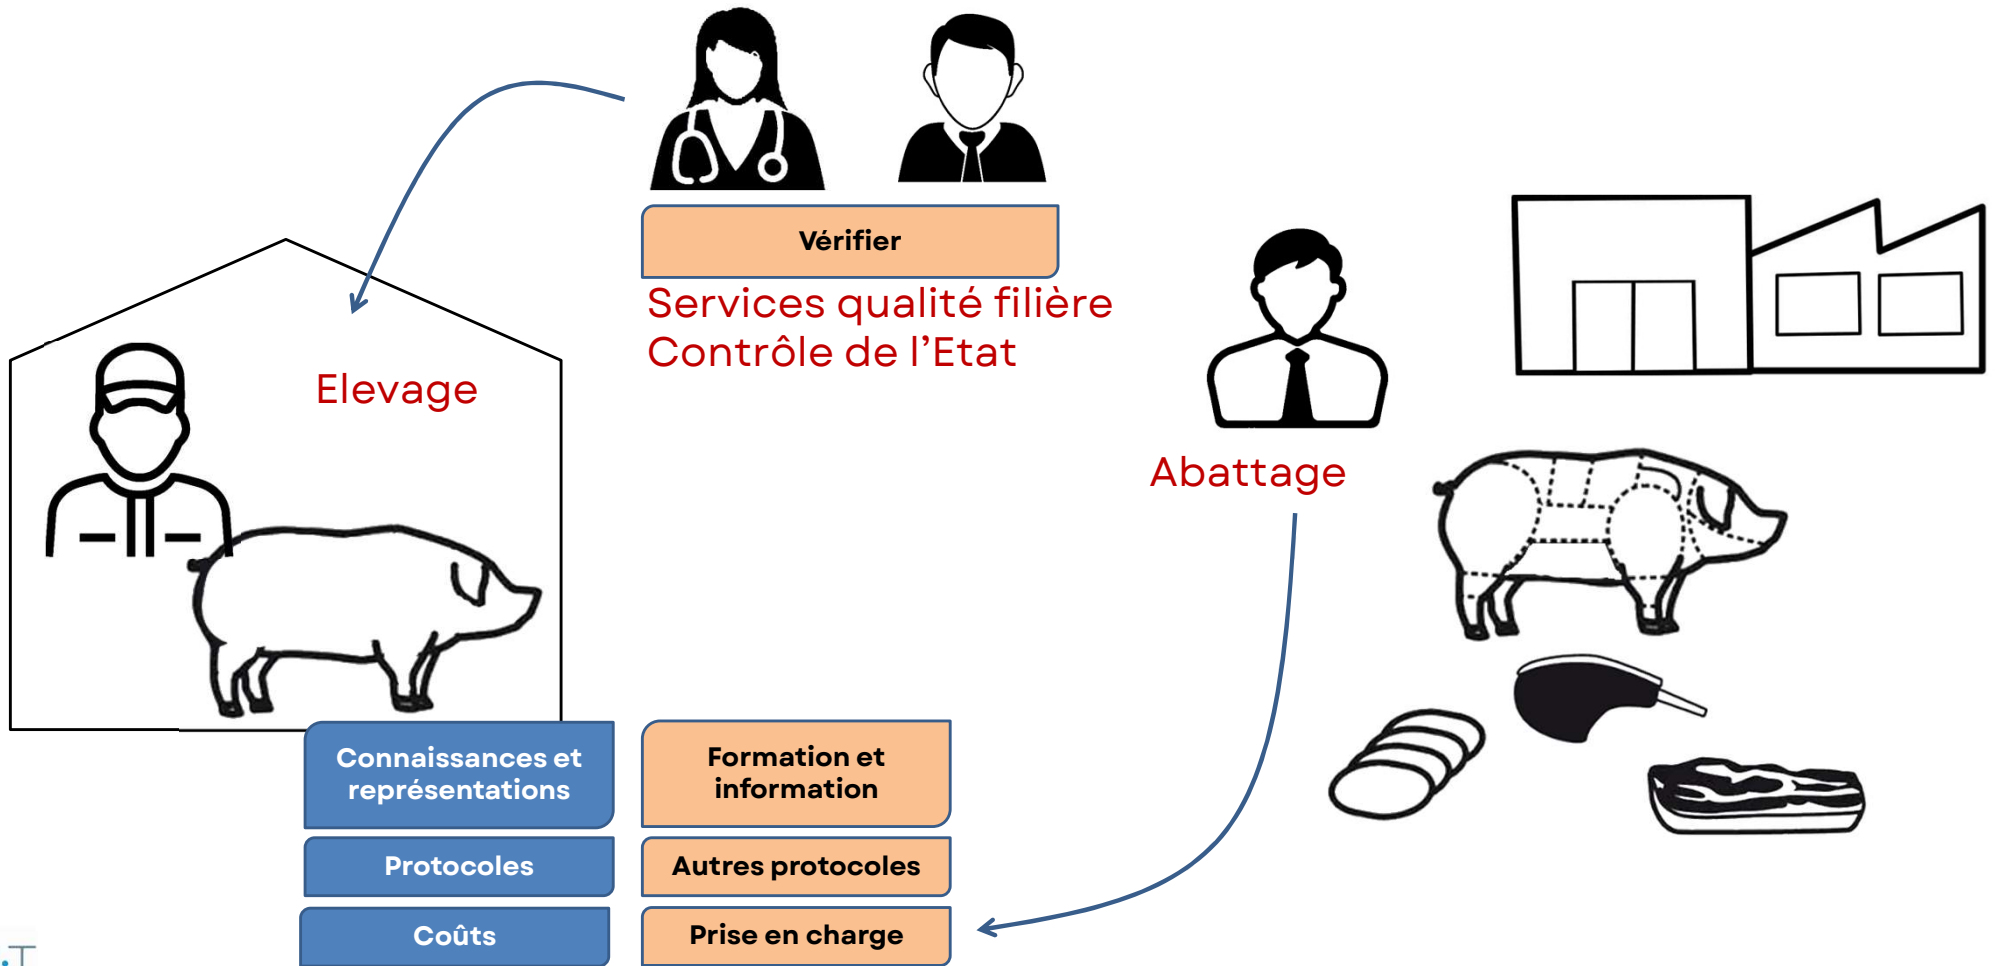 Vérifier
Services qualité filière
Contrôle de l’Etat
Elevage
Abattage
Connaissances et
représentations
Formation et
information
Protocoles
Autres protocoles
Coûts
Prise en charge